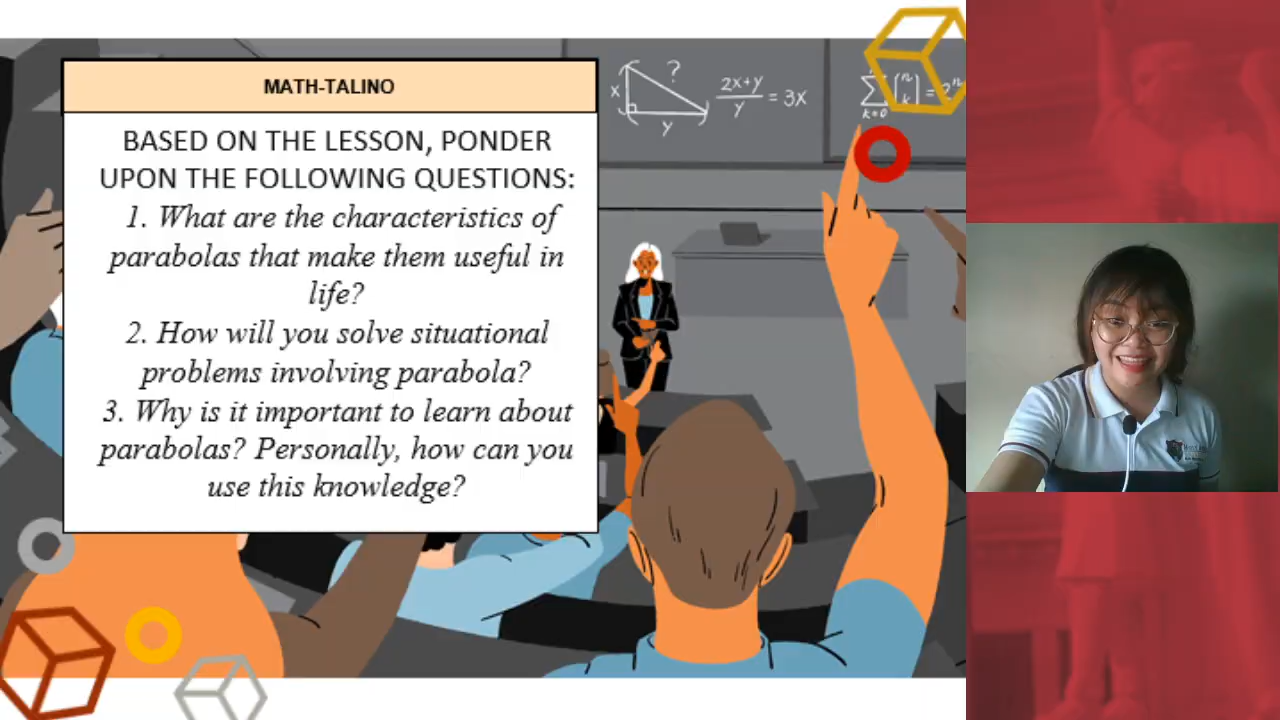 MATH-TALINO
BASED ON THE LESSON, PONDER
UPON THE FOLLOWING QUESTIONS:
1. What are the characteristics of
parabolas that make them useful in
life?
2. How will you solve situational
problems involving parabola?
3. Why is it important to learn about
parabolas? Personally, how can you
use this knowledge?
x
?
y
2x+y
y
= 3x